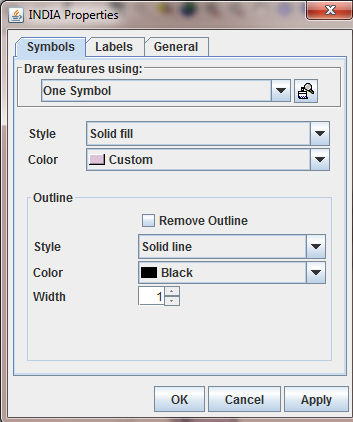 INDIA Properties
Symbols Labels General
Draw features using:
One Symbol
Style Solid fill
Color Custom
Outline
Remove Outline
Style Solid line
Color Black
Width 1
OK Cancel Apply